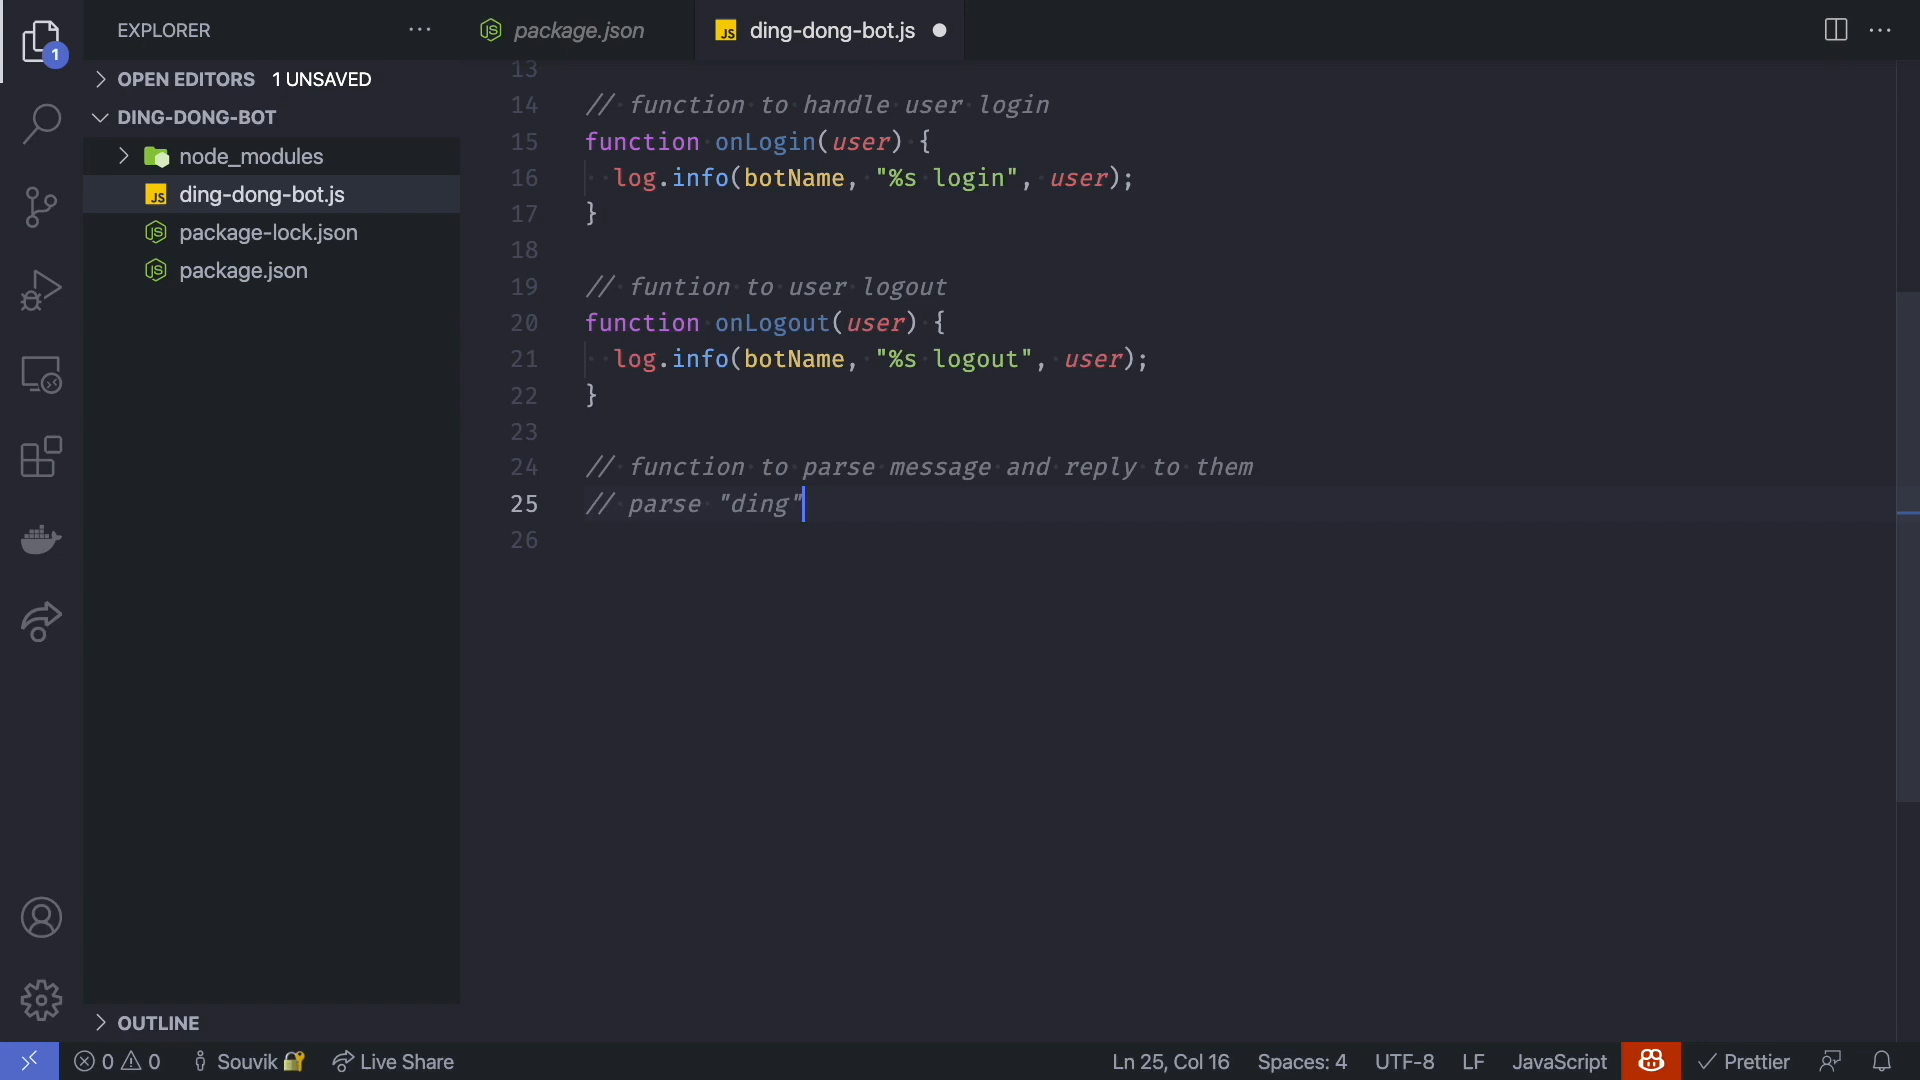 EXPLORER
package.json
JS ding-dong-bot.js
1
OPEN EDITORS 1 UNSAVED
DING-DONG-BOT
node_modules
JS ding-dong-bot.js
package-lock.json
package.json
13
14 // function to handle user login
15 function onLogin(user) {
16 log.info(botName, "%s login", user);
17 }
18
19 // funtion to user logout
20 function onLogout(user) {
21 log.info(botName, "%s logout", user);
22 }
23
24 // function to parse message and reply to them
25 // parse "ding"
26
OUTLINE
0 0 Souvik Live Share Ln 25, Col 16 Spaces: 4 UTF-8 LF JavaScript Prettier